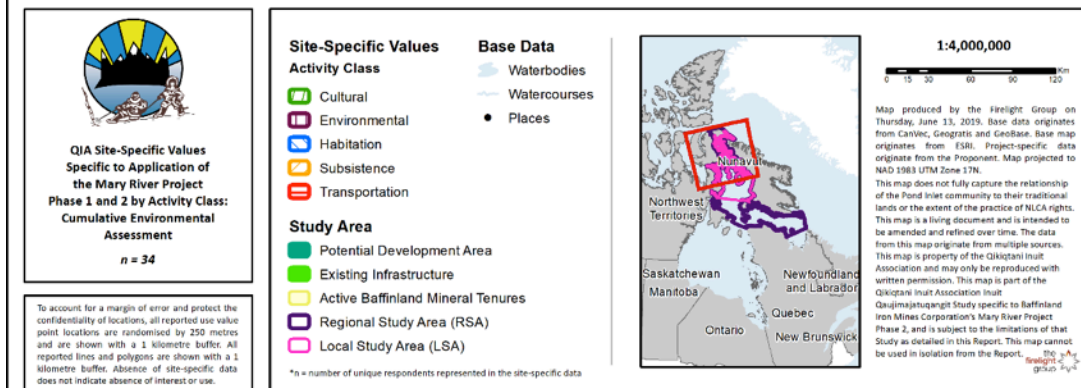 QIA Site-Specific Values
Specific to Application of
the Mary River Project
Phase 1 and 2 by Activity Class:
Cumulative Environmental
Assessment
n = 34
To account for a margin of error and protect the
confidentiality of locations, all reported use value
point locations are randomised by 250 metres
and are shown with a 1 kilometre buffer. All
reported lines and polygons are shown with a 1
kilometre buffer. Absence of site-specific data
does not indicate absence of interest or use.
Site-Specific Values
Activity Class
Cultural
Environmental
Habitation
Subsistence
Transportation
Study Area
Potential Development Area
Existing Infrastructure
Active Baffinland Mineral Tenures
Regional Study Area (RSA)
Local Study Area (LSA)
*n = number of unique respondents represented in the site-specific data
Base Data
Waterbodies
Watercourses
Places
Nunavut
Northwest
Territories
Saskatchewan
Manitoba
Newfoundland
and Labrador
Quebec
Ontario
New Brunswick
1:4,000,000
Km
0 15 30 60 90 120
Map produced by the Firelight Group on
Thursday, June 13, 2019. Base data originates
from CanVec, Geogratis and GeoBase. Base map
originates from ESRI. Project-specific data
originate from the Proponent. Map projected to
NAD 1983 UTM Zone 17N.
This map does not fully capture the relationship
of the Pond Inlet community to their traditional
lands or the extent of the practice of NLCA rights.
This map is a living document and is intended to
be amended and refined over time. The data
from this map originate from multiple sources.
This map is property of the Qikiqtani Inuit
Association and may only be reproduced with
written permission. This map is part of the
Qikiqtani Inuit Association Inuit
Qaujimajatuqangit Study specific to Baffinland
Iron Mines Corporation's Mary River Project
Phase 2, and is subject to the limitations of that
Study as detailed in this Report. This map cannot
be used in isolation from the Report.
the
firelight
group